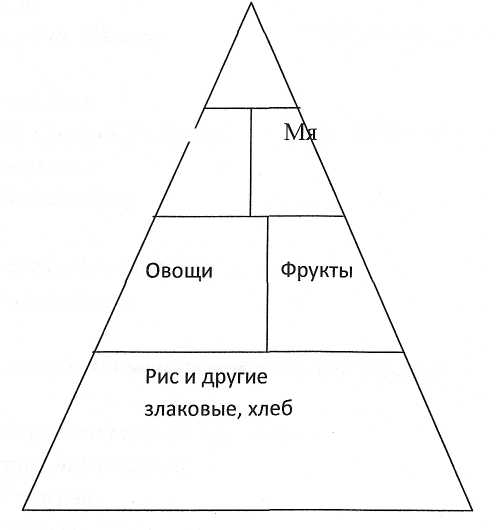 Мя
Овощи
Фрукты
Рис и другие
злаковые, хлеб